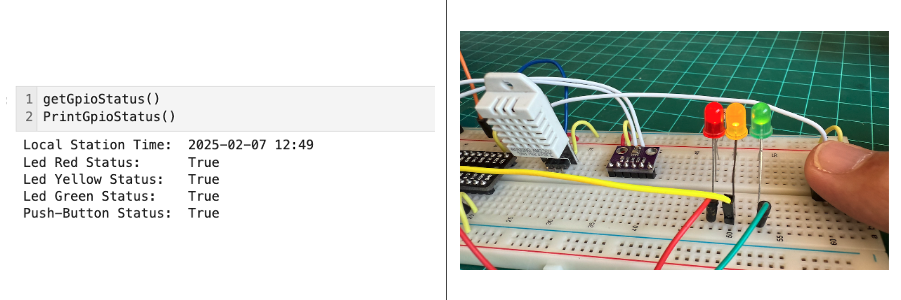 1 getGpioStatus()
2 PrintGpioStatus()
Local Station Time: 2025-02-07 12:49
Led Red Status: True
Led Yellow Status: True
Led Green Status: True
Push-Button Status: True